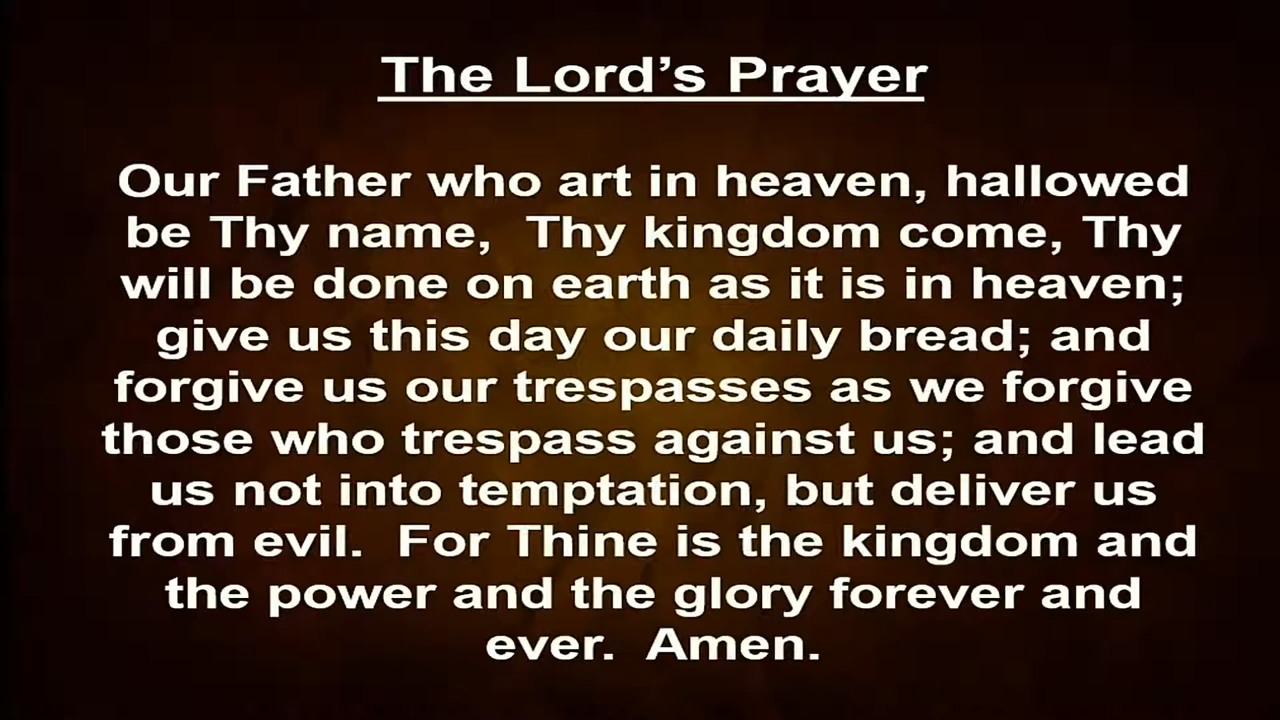 The Lord’s Prayer
Our Father who art in heaven, hallowed
be Thy name,  Thy kingdom come, Thy
will be done on earth as it is in heaven;
give us this day our daily bread; and
forgive us our trespasses as we forgive
those who trespass against us; and lead
us not into temptation, but deliver us
from evil.  For Thine is the kingdom and
the power and the glory forever and
ever.  Amen.